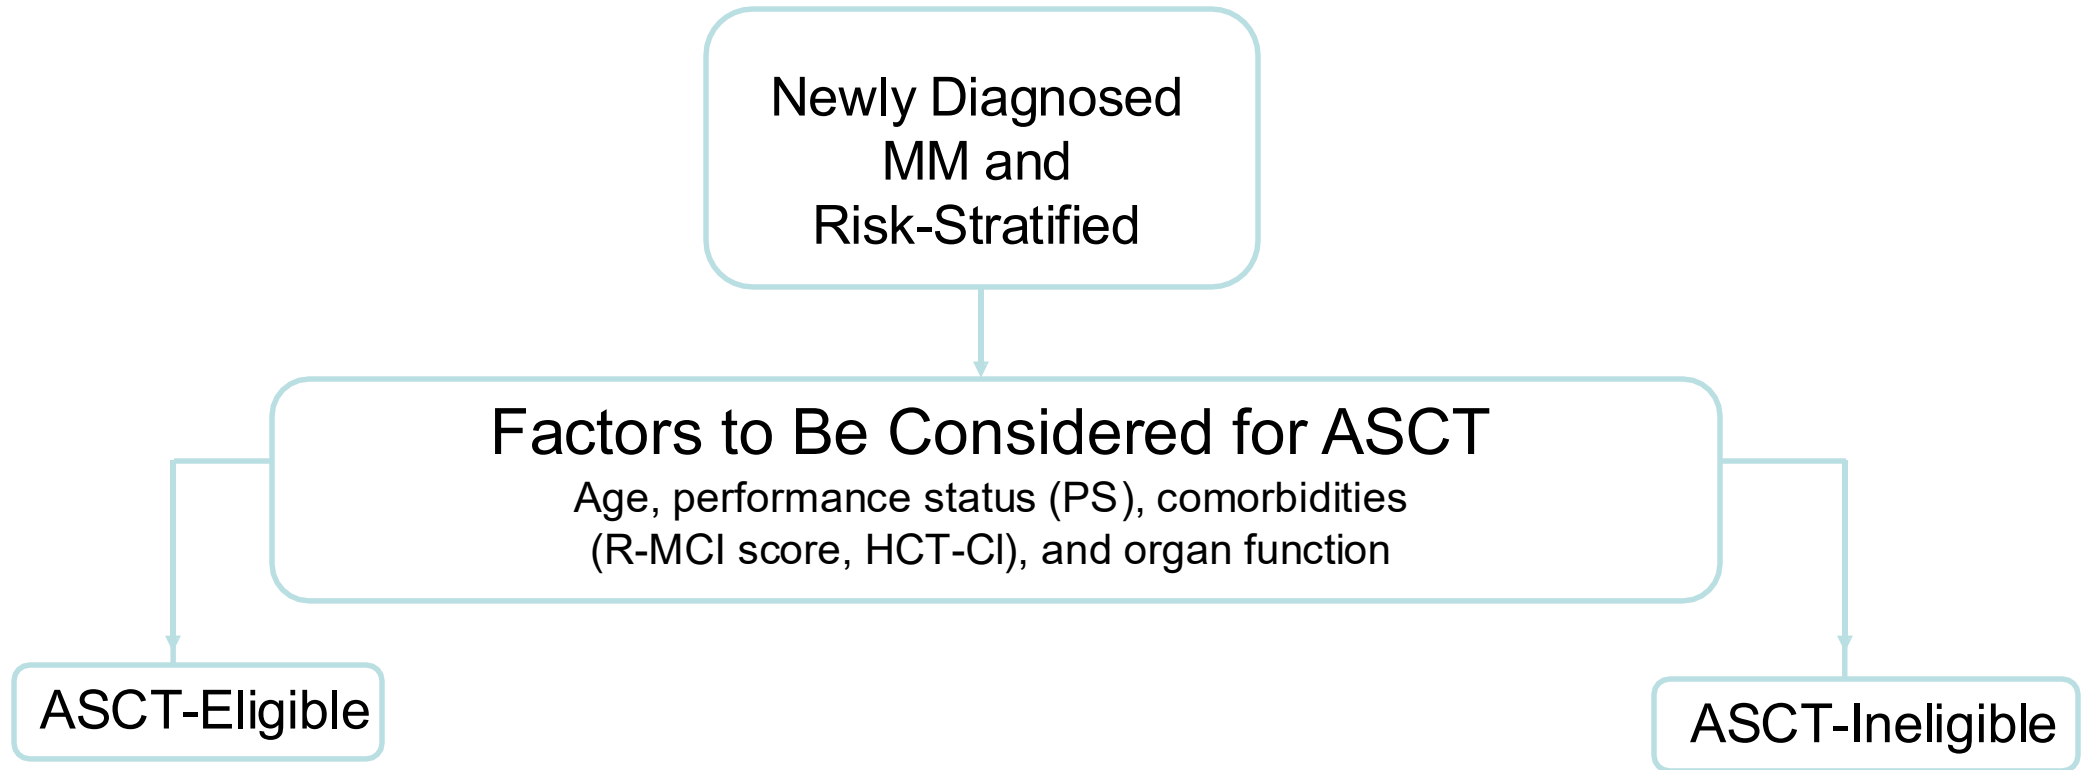 Newly Diagnosed
MM and
Risk-Stratified
Factors to Be Considered for ASCT
Age, performance status (PS), comorbidities
(R-MCI score, HCT-CI), and organ function
ASCT-Eligible
ASCT-Ineligible